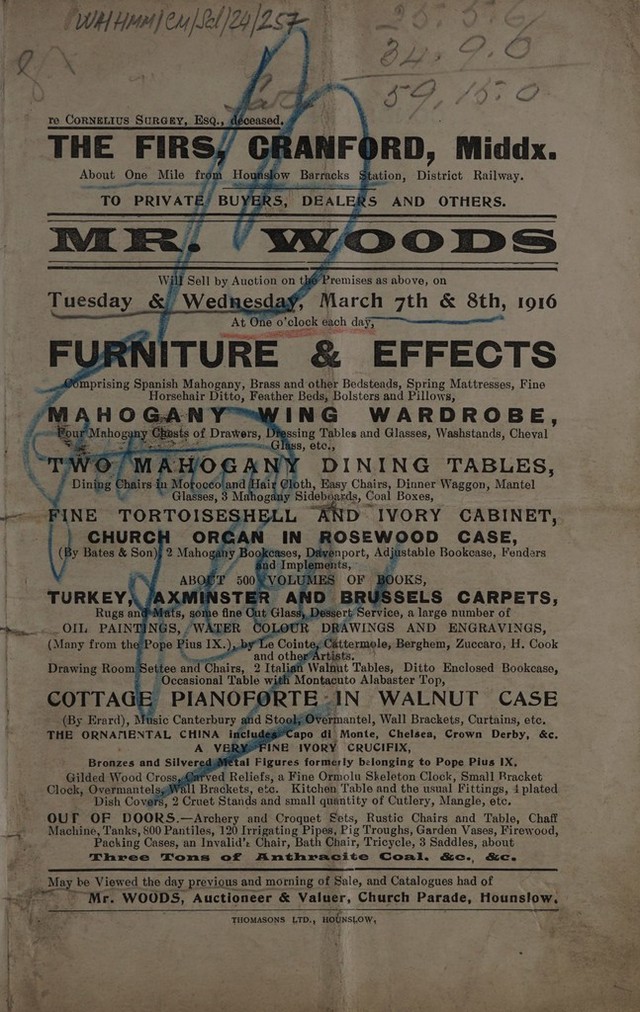 WA/HMM/CM/Sal/24/257
25. 5. 6
34. 9. 6
59. 15. 0
re CORNELIUS SURGEY, ESQ., deceased.
THE FIRS, CRANFORD, Middx.
About One Mile from Hounslow Barracks Station, District Railway.
TO PRIVATE BUYERS, DEALERS AND OTHERS.
MR. WOODS
Will Sell by Auction on the Premises as above, on
Tuesday & Wednesday, March 7th & 8th, 1916
At One o'clock each day,
FURNITURE & EFFECTS
Comprising Spanish Mahogany, Brass and other Bedsteads, Spring Mattresses, Fine
Horsehair Ditto, Feather Beds, Bolsters and Pillows,
MAHOGANY WING WARDROBE,
Four Mahogany Chests of Drawers, Dressing Tables and Glasses, Washstands, Cheval
Glass, etc.,
TWO MAHOGANY DINING TABLES,
Dining Chairs in Morocco and Hair Cloth, Easy Chairs, Dinner Waggon, Mantel
Glasses, 3 Mahogany Sideboards, Coal Boxes,
FINE TORTOISESHELL AND IVORY CABINET,
CHURCH ORGAN IN ROSEWOOD CASE,
(By Bates & Son), 2 Mahogany Bookcases, Davenport, Adjustable Bookcase, Fenders
and Implements,
ABOUT 500 VOLUMES OF BOOKS,
TURKEY, AXMINSTER AND BRUSSELS CARPETS,
Rugs and Mats, some fine Cut Glass, Dessert Service, a large number of
OIL PAINTINGS, WATER COLOUR DRAWINGS AND ENGRAVINGS,
(Many from the Pope Pius IX.), by Le Cointe, Cattermole, Berghem, Zuccaro, H. Cook
and other Artists.
Drawing Room Settee and Chairs, 2 Italian Walnut Tables, Ditto Enclosed Bookcase,
Occasional Table with Montacuto Alabaster Top,
COTTAGE PIANOFORTE IN WALNUT CASE
(By Erard), Music Canterbury and Stool, Overmantel, Wall Brackets, Curtains, etc.
THE ORNAMENTAL CHINA includes Capo di Monte, Chelsea, Crown Derby, &c.
A VERY FINE IVORY CRUCIFIX,
Bronzes and Silvered Metal Figures formerly belonging to Pope Pius IX.
Gilded Wood Cross, Carved Reliefs, a Fine Ormolu Skeleton Clock, Small Bracket
Clock, Overmantels, Wall Brackets, etc. Kitchen Table and the usual Fittings, 4 plated
Dish Covers, 2 Cruet Stands and small quantity of Cutlery, Mangle, etc.
OUT OF DOORS.—Archery and Croquet Sets, Rustic Chairs and Table, Chaff
Machine, Tanks, 800 Pantiles, 120 Irrigating Pipes, Pig Troughs, Garden Vases, Firewood,
Packing Cases, an Invalid's Chair, Bath Chair, Tricycle, 3 Saddles, about
Three Tons of Anthracite Coal, &c., &c.
May be Viewed the day previous and morning of Sale, and Catalogues had of
Mr. WOODS, Auctioneer & Valuer, Church Parade, Hounslow.
THOMASONS LTD., HOUNSLOW,